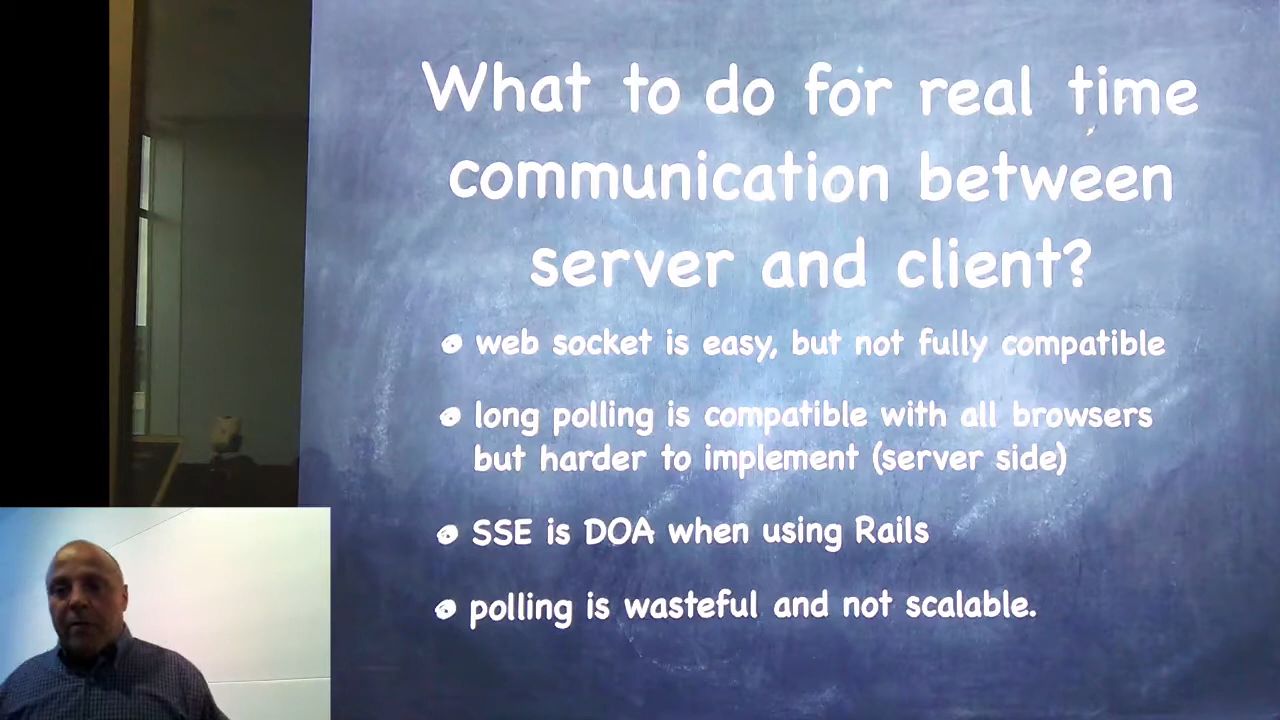 What to do for real time
communication between
server and client?
web socket is easy, but not fully compatible
long polling is compatible with all browsers
but harder to implement (server side)
SSE is DOA when using Rails
polling is wasteful and not scalable.